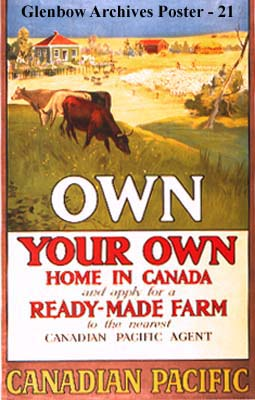 Glenbow Archives Poster - 21
OWN
YOUR OWN
HOME IN CANADA
and apply for a
READY-MADE FARM
to the nearest
CANADIAN PACIFIC AGENT
CANADIAN PACIFIC